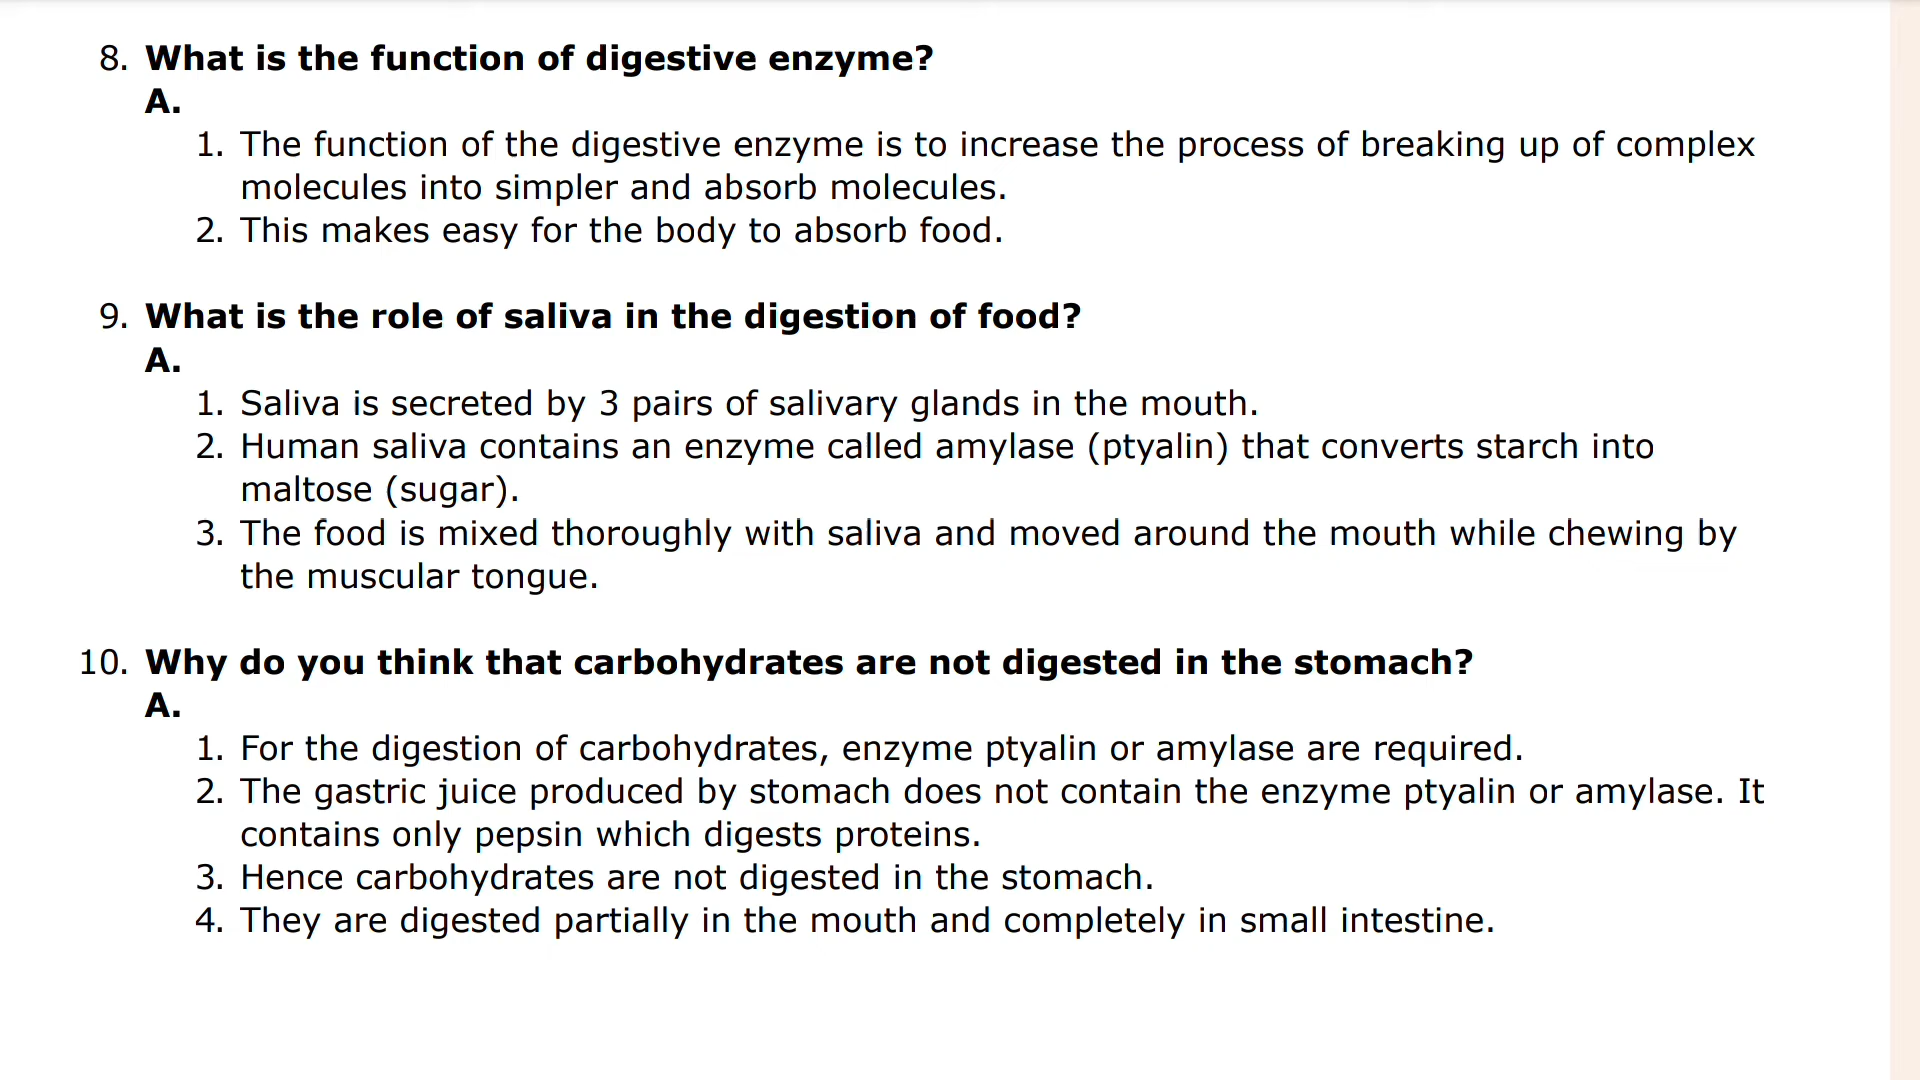 8. What is the function of digestive enzyme?
A.
1. The function of the digestive enzyme is to increase the process of breaking up of complex
molecules into simpler and absorb molecules.
2. This makes easy for the body to absorb food.
9. What is the role of saliva in the digestion of food?
A.
1. Saliva is secreted by 3 pairs of salivary glands in the mouth.
2. Human saliva contains an enzyme called amylase (ptyalin) that converts starch into
maltose (sugar).
3. The food is mixed thoroughly with saliva and moved around the mouth while chewing by
the muscular tongue.
10. Why do you think that carbohydrates are not digested in the stomach?
A.
1. For the digestion of carbohydrates, enzyme ptyalin or amylase are required.
2. The gastric juice produced by stomach does not contain the enzyme ptyalin or amylase. It
contains only pepsin which digests proteins.
3. Hence carbohydrates are not digested in the stomach.
4. They are digested partially in the mouth and completely in small intestine.